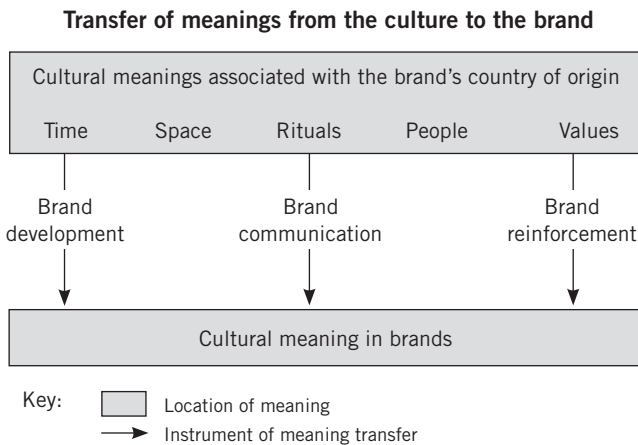 Transfer of meanings from the culture to the brand
Cultural meanings associated with the brand’s country of origin
Time Space Rituals People Values
Brand development
Brand communication
Brand reinforcement
Cultural meaning in brands
Key:
Location of meaning
Instrument of meaning transfer